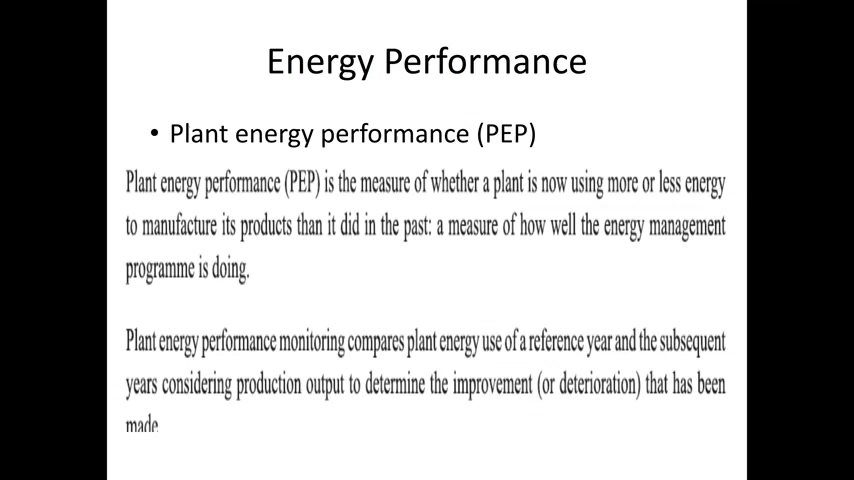 Energy Performance
• Plant energy performance (PEP)
Plant energy performance (PEP) is the measure of whether a plant is now using more or less energy
to manufacture its products than it did in the past: a measure of how well the energy management
programme is doing.
Plant energy performance monitoring compares plant energy use of a reference year and the subsequent
years considering production output to determine the improvement (or deterioration) that has been
made